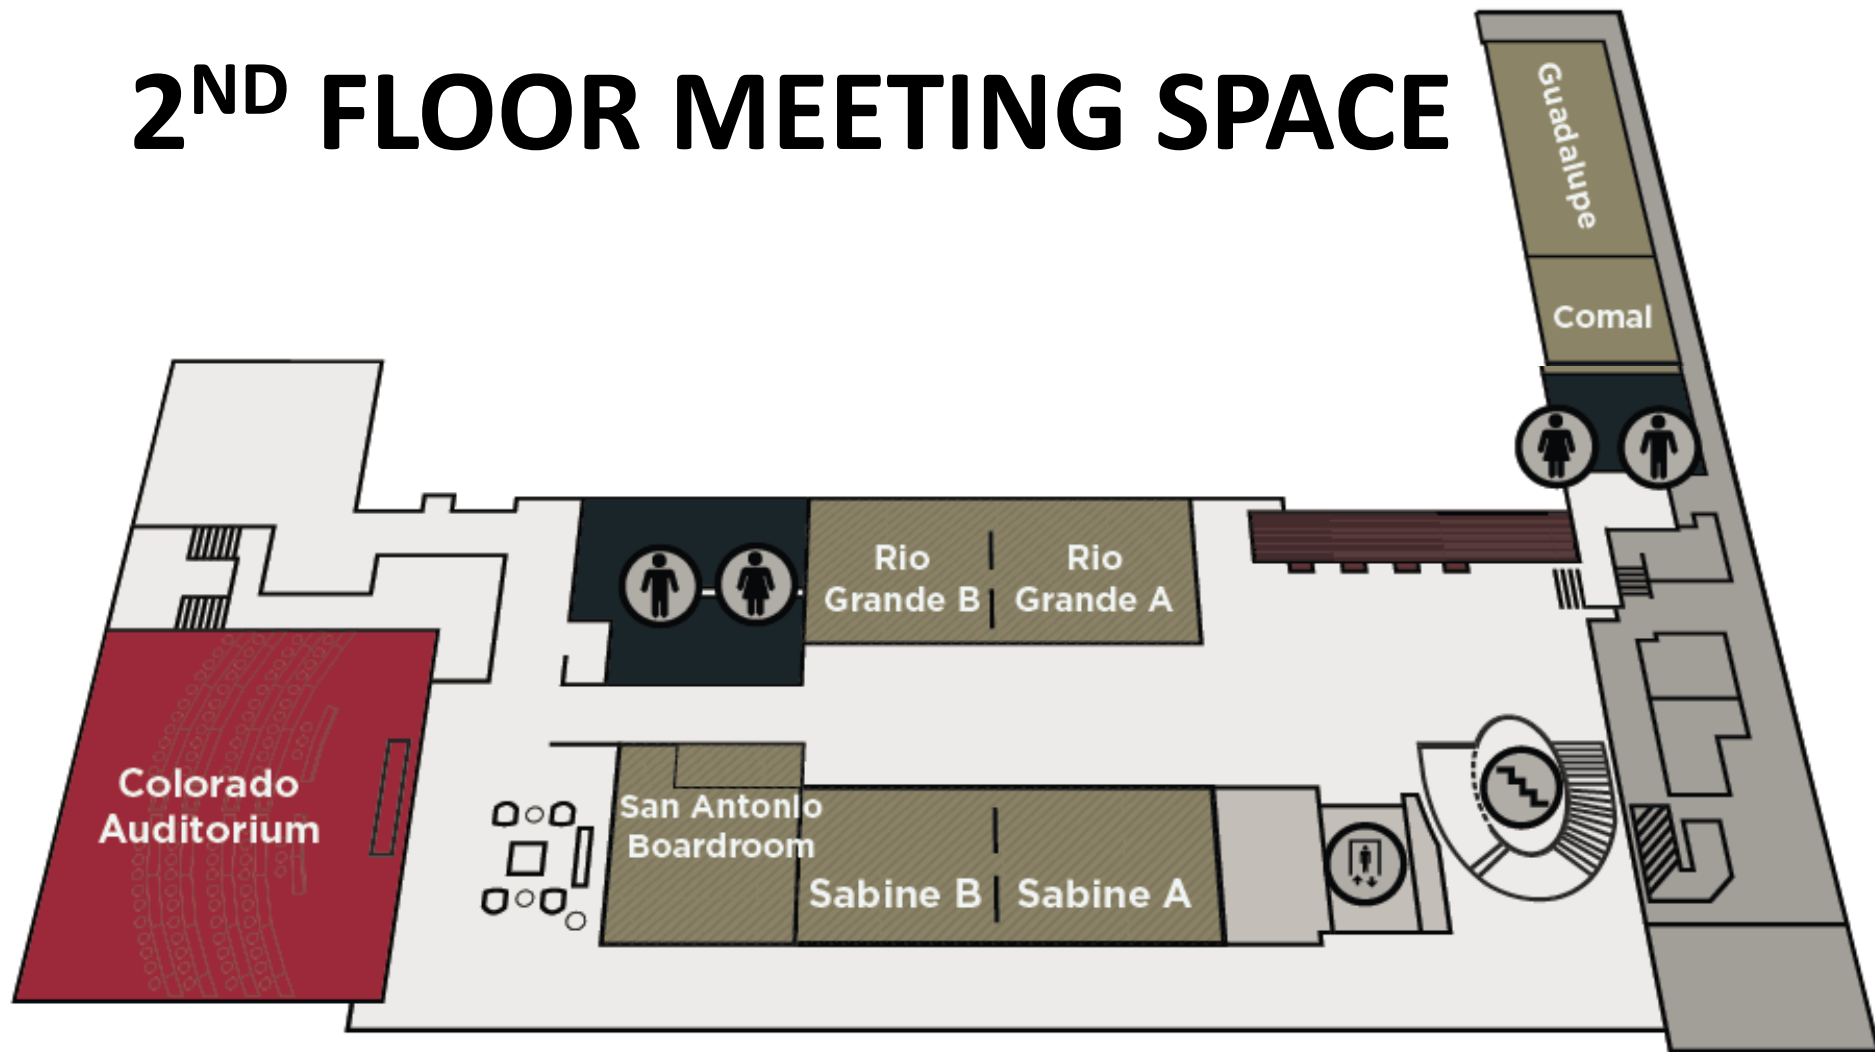 2ND FLOOR MEETING SPACE
Guadalupe
Comal
Rio
Grande B
Rio
Grande A
Colorado
Auditorium
San Antonio
Boardroom
Sabine B
Sabine A